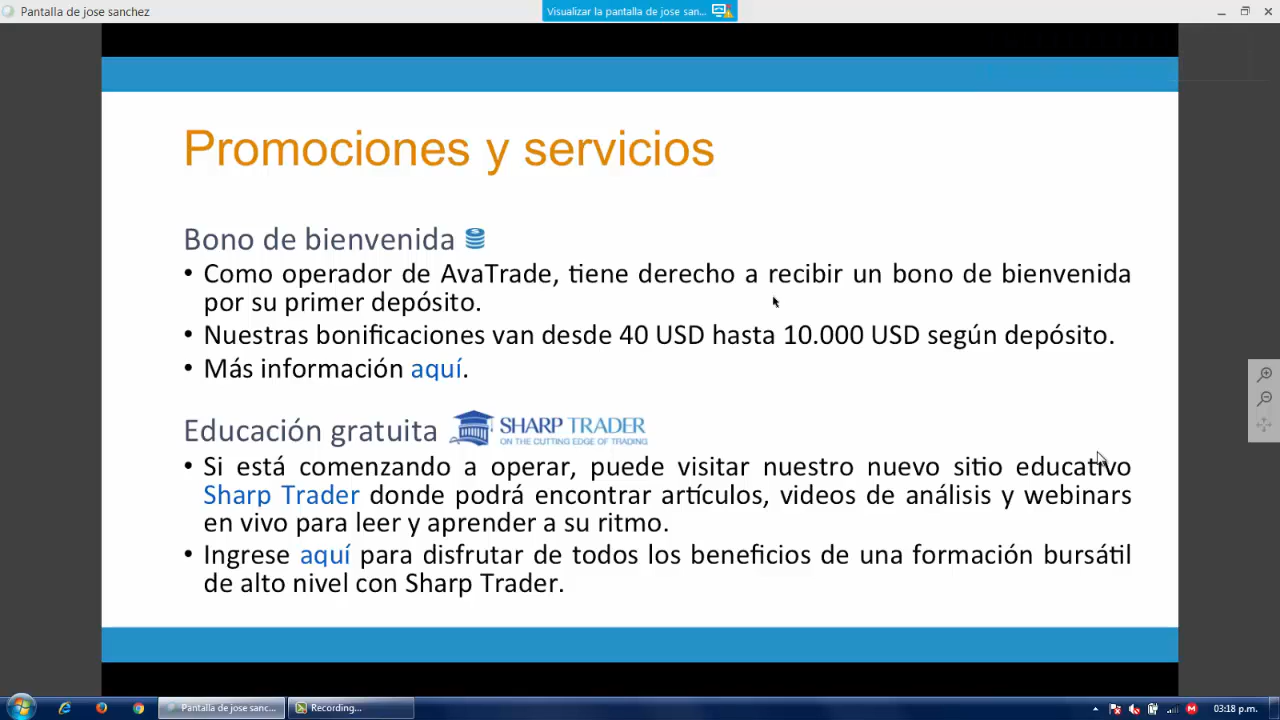 Pantalla de jose sanchez
Visualizar la pantalla de jose san...
Promociones y servicios
Bono de bienvenida
• Como operador de AvaTrade, tiene derecho a recibir un bono de bienvenida
por su primer depósito.
• Nuestras bonificaciones van desde 40 USD hasta 10.000 USD según depósito.
• Más información aquí.
Educación gratuita
SHARP TRADER
ON THE CUTTING EDGE OF TRADING
• Si está comenzando a operar, puede visitar nuestro nuevo sitio educativo
Sharp Trader donde podrá encontrar artículos, videos de análisis y webinars
en vivo para leer y aprender a su ritmo.
• Ingrese aquí para disfrutar de todos los beneficios de una formación bursátil
de alto nivel con Sharp Trader.
Pantalla de jose sanc...
Recording...
03:18 p.m.